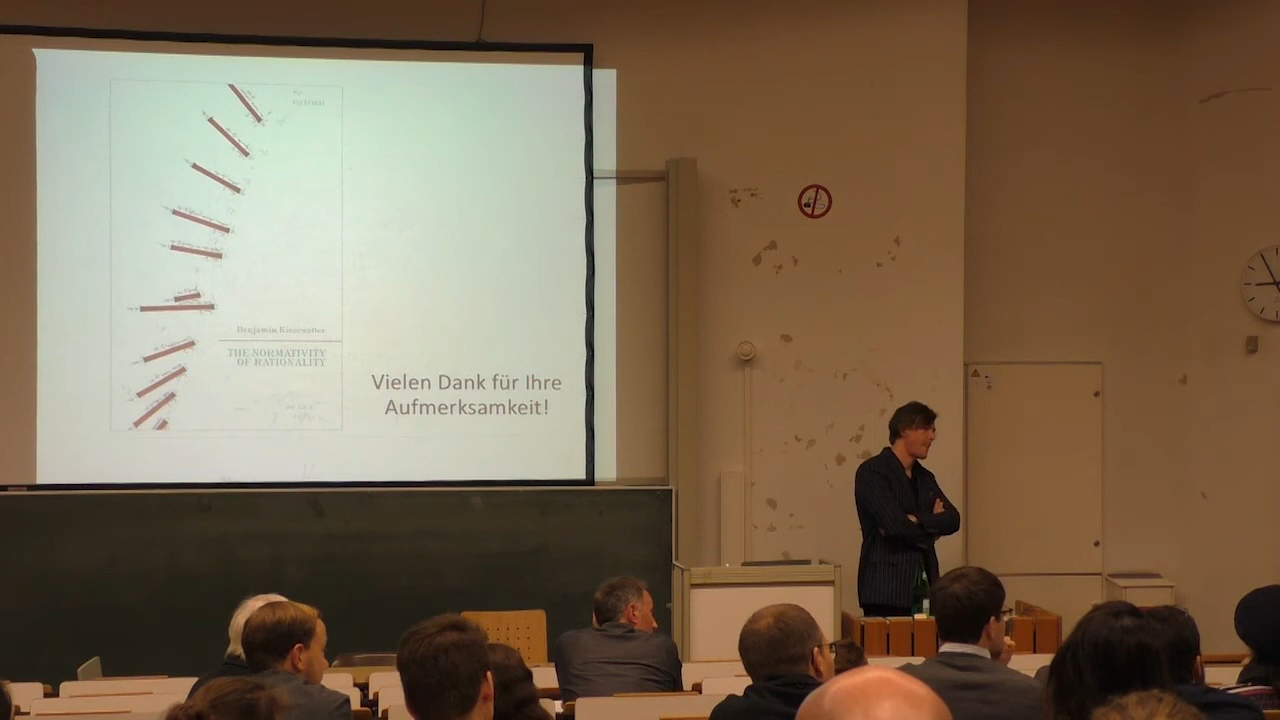 OXFORD
Benjamin Kiesewetter
THE NORMATIVITY
OF RATIONALITY
Vielen Dank für Ihre
Aufmerksamkeit!